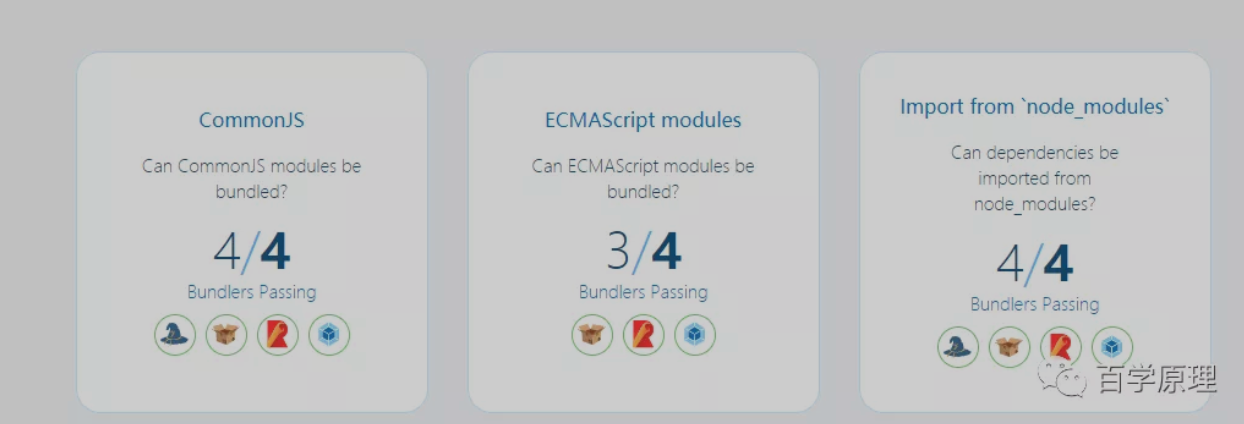 CommonJS
Can CommonJS modules be
bundled?
4/4
Bundlers Passing
ECMAScript modules
Can ECMAScript modules be
bundled?
3/4
Bundlers Passing
Import from `node_modules`
Can dependencies be
imported from
node_modules?
4/4
Bundlers Passing
百学原理